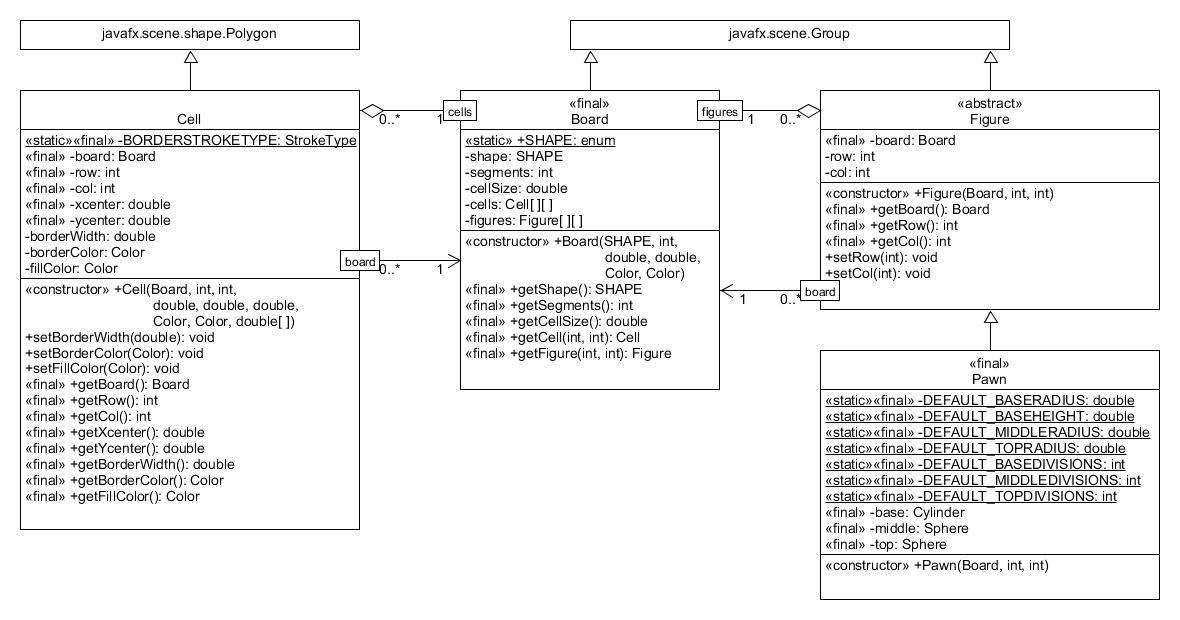 javafx.scene.shape.Polygon
javafx.scene.Group
Cell
«static»«final» -BORDERSTROKETYPE: StrokeType
«final» -board: Board
«final» -row: int
«final» -col: int
«final» -xcenter: double
«final» -ycenter: double
-borderWidth: double
-borderColor: Color
-fillColor: Color
«constructor» +Cell(Board, int, int,
double, double, double,
Color, Color, double[ ])
+setBorderWidth(double): void
+setBorderColor(Color): void
+setFillColor(Color): void
«final» +getBoard(): Board
«final» +getRow(): int
«final» +getCol(): int
«final» +getXcenter(): double
«final» +getYcenter(): double
«final» +getBorderWidth(): double
«final» +getBorderColor(): Color
«final» +getFillColor(): Color
0..*
1
cells
board
0..*
1
«final»
Board
«static» +SHAPE: enum
-shape: SHAPE
-segments: int
-cellSize: double
-cells: Cell[ ][ ]
-figures: Figure[ ][ ]
«constructor» +Board(SHAPE, int,
double, double,
Color, Color)
«final» +getShape(): SHAPE
«final» +getSegments(): int
«final» +getCellSize(): double
«final» +getCell(int, int): Cell
«final» +getFigure(int, int): Figure
figures
1
0..*
1
0..*
board
«abstract»
Figure
«final» -board: Board
-row: int
-col: int
«constructor» +Figure(Board, int, int)
«final» +getBoard(): Board
«final» +getRow(): int
«final» +getCol(): int
+setRow(int): void
+setCol(int): void
«final»
Pawn
«static»«final» -DEFAULT_BASERADIUS: double
«static»«final» -DEFAULT_BASEHEIGHT: double
«static»«final» -DEFAULT_MIDDLERADIUS: double
«static»«final» -DEFAULT_TOPRADIUS: double
«static»«final» -DEFAULT_BASEDIVISIONS: int
«static»«final» -DEFAULT_MIDDLEDIVISIONS: int
«static»«final» -DEFAULT_TOPDIVISIONS: int
«final» -base: Cylinder
«final» -middle: Sphere
«final» -top: Sphere
«constructor» +Pawn(Board, int, int)